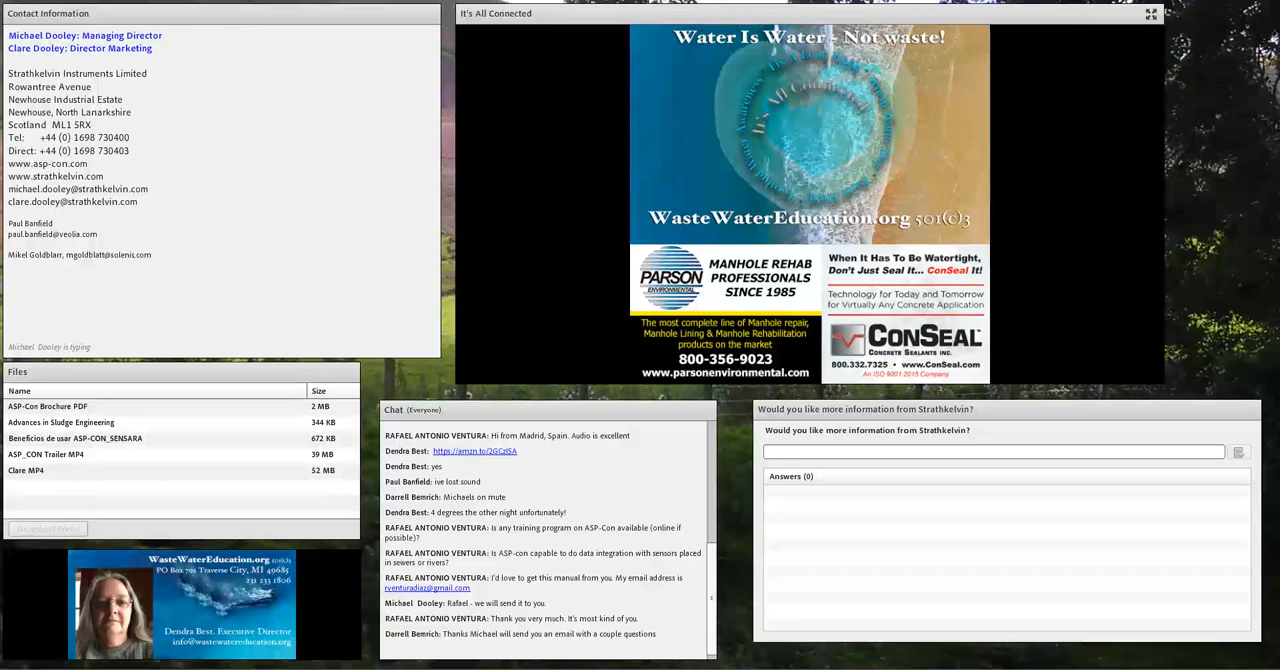 Contact Information
Michael Dooley: Managing Director
Clare Dooley: Director Marketing
Strathkelvin Instruments Limited
Rowantree Avenue
Newhouse Industrial Estate
Newhouse, North Lanarkshire
Scotland ML1 5RX
Tel: +44 (0) 1698 730400
Direct: +44 (0) 1698 730403
www.asp-con.com
www.strathkelvin.com
michael.dooley@strathkelvin.com
clare.dooley@strathkelvin.com
Paul Banfield
paul.banfield@veolia.com
Mikel Goldblarr, mgoldblatt@solenis.com
Michael Dooley is typing
It's All Connected
Water Is Water - Not waste!
It's All Connected
WasteWaterEducation.org 501(c)3
PARSON
ENVIRONMENTAL
MANHOLE REHAB
PROFESSIONALS
SINCE 1985
The most complete line of Manhole repair,
Manhole Lining & Manhole Rehabilitation
products on the market
800-356-9023
www.parsonenvironmental.com
When It Has To Be Watertight,
Don't Just Seal It... ConSeal It!
Technology for Today and Tomorrow
for Virtually Any Concrete Application
CONSEAL
CONCRETE SEALANTS INC.
800.332.7325 • www.ConSeal.com
An ISO 9001:2015 Company
Files
Name Size
ASP-Con Brochure PDF 2 MB
Advances in Sludge Engineering 344 KB
Beneficios de usar ASP-CON_SENSARA 672 KB
ASP_CON Trailer MP4 39 MB
Clare MP4 52 MB
Download File(s)
WasteWaterEducation.org 501(c)3
PO Box 792 Traverse City, MI 49685
231 233 1806
Dendra Best. Executive Director
info@wastewatereducation.org
Chat (Everyone)
RAFAEL ANTONIO VENTURA: Hi from Madrid, Spain. Audio is excellent
Dendra Best: https://amzn.to/2GCzISA
Dendra Best: yes
Paul Banfield: ive lost sound
Darrell Bemrich: Michaels on mute
Dendra Best: 4 degrees the other night unfortunately!
RAFAEL ANTONIO VENTURA: Is any training program on ASP-Con available (online if
possible)?
RAFAEL ANTONIO VENTURA: Is ASP-con capable to do data integration with sensors placed
in sewers or rivers?
RAFAEL ANTONIO VENTURA: I'd love to get this manual from you. My email address is
rventuradiaz@gmail.com
Michael Dooley: Rafael - we will send it to you.
RAFAEL ANTONIO VENTURA: Thank you very much. It's most kind of you.
Darrell Bemrich: Thanks Michael will send you an email with a couple questions
Would you like more information from Strathkelvin?
Would you like more information from Strathkelvin?
Answers (0)